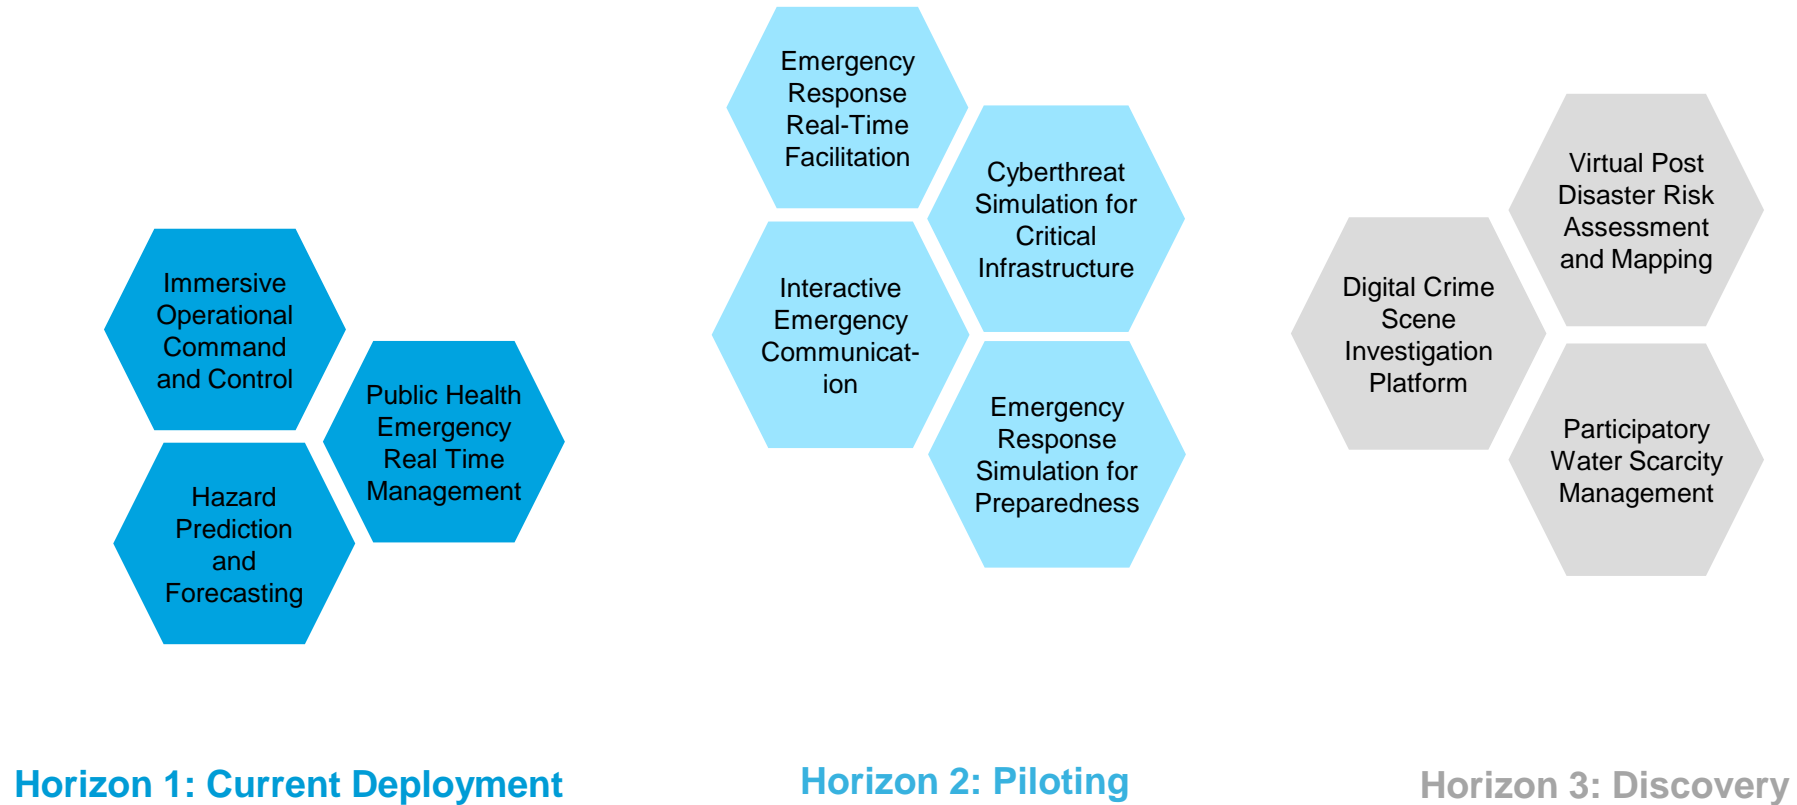 Immersive
Operational
Command
and Control
Public Health
Emergency
Real Time
Management
Hazard
Prediction
and
Forecasting
Emergency
Response
Real-Time
Facilitation
Cyberthreat
Simulation for
Critical
Infrastructure
Interactive
Emergency
Communicat-
ion
Emergency
Response
Simulation for
Preparedness
Virtual Post
Disaster Risk
Assessment
and Mapping
Digital Crime
Scene
Investigation
Platform
Participatory
Water Scarcity
Management
Horizon 1: Current Deployment
Horizon 2: Piloting
Horizon 3: Discovery